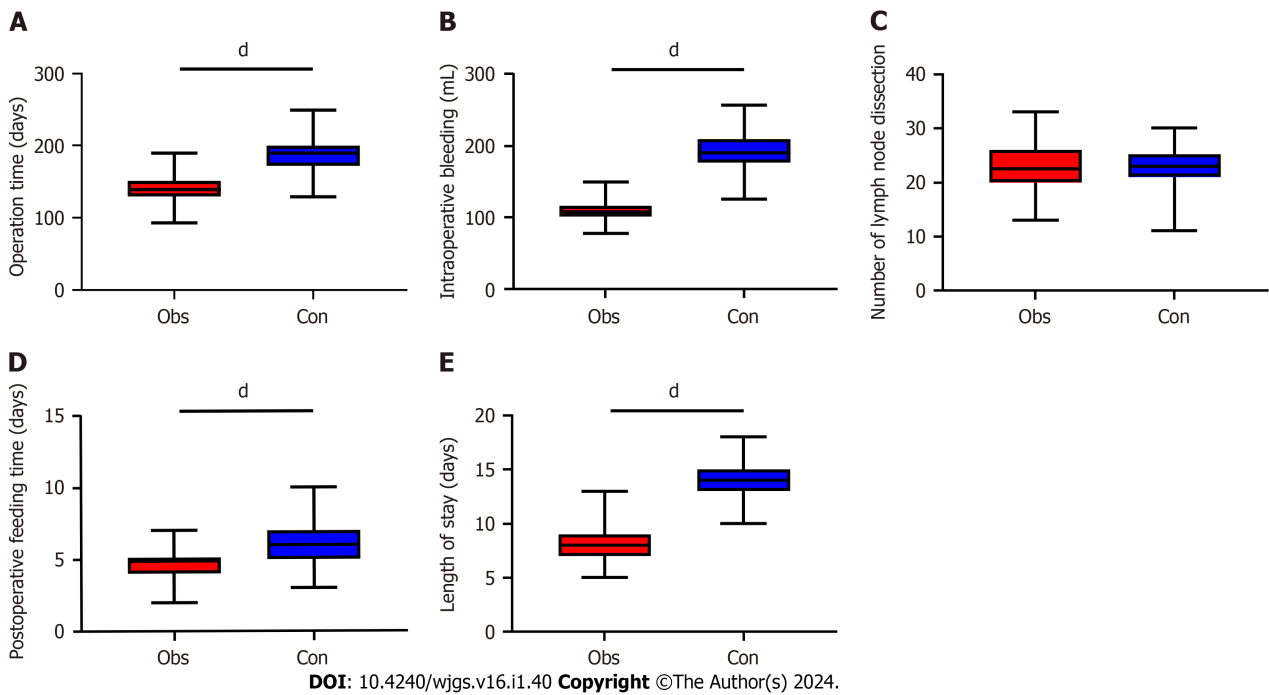 A
d
Operation time (days)
300
200
100
0
Obs Con
B
d
Intraoperative bleeding (mL)
300
200
100
0
Obs Con
C
Number of lymph node dissection
40
30
20
10
0
Obs Con
D
d
Postoperative feeding time (days)
15
10
5
0
Obs Con
E
d
Length of stay (days)
20
15
10
5
0
Obs Con
DOI: 10.4240/wjgs.v16.i1.40 Copyright ©The Author(s) 2024.